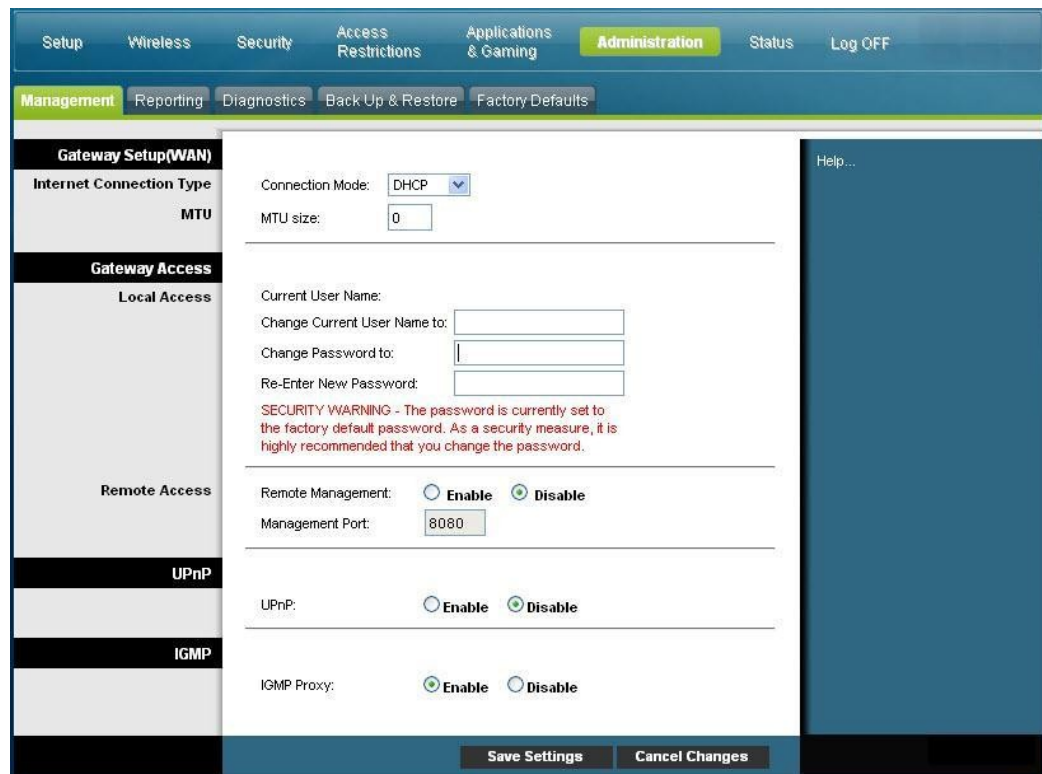 Setup Wireless Security Access Restrictions Applications & Gaming Administration Status Log OFF
Management Reporting Diagnostics Back Up & Restore Factory Defaults
Gateway Setup(WAN)
Help...
Internet Connection Type Connection Mode: DHCP
MTU MTU size: 0
Gateway Access
Local Access Current User Name:
Change Current User Name to:
Change Password to:
Re-Enter New Password:
SECURITY WARNING - The password is currently set to
the factory default password. As a security measure, it is
highly recommended that you change the password.
Remote Access Remote Management: Enable Disable
Management Port: 8080
UPnP
UPnP: Enable Disable
IGMP
IGMP Proxy: Enable Disable
Save Settings Cancel Changes